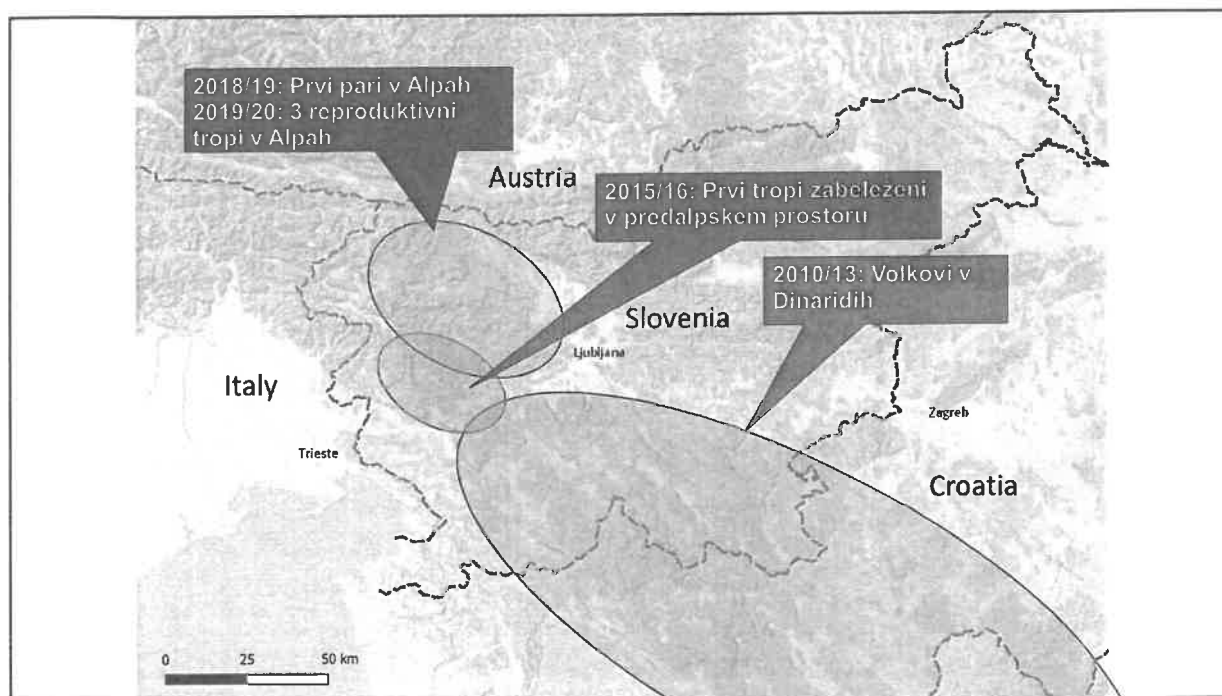 2018/19: Prvi pari v Alpah
2019/20: 3 reproduktivni
tropi v Alpah
Austria
2015/16: Prvi tropi zabeleženi
v predalpskem prostoru
2010/13: Volkovi v
Dinaridih
Slovenia
Ljubljana
Italy
Zagreb
Trieste
Croatia
0 25 50 km